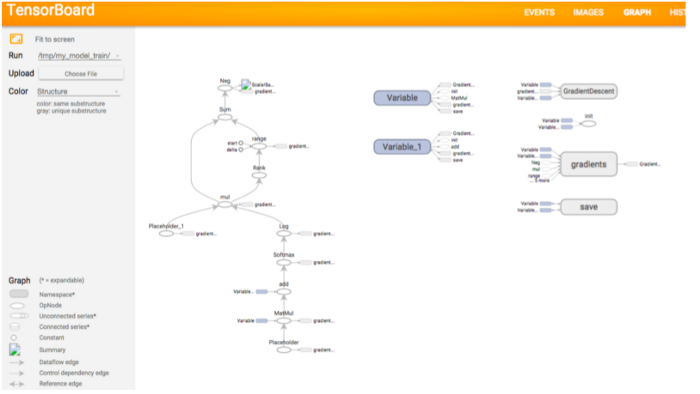 TensorBoard
EVENTS IMAGES GRAPH HIST
Fit to screen
Run /tmp/my_model_train/
Upload Choose File
Color Structure
color: same substructure
gray: unique substructure
Neg
ScalarSu...
gradient...
Sum
start
delta
range
gradient...
Rank
mul
gradient...
Placeholder_1
gradient...
Log
gradient...
Softmax
gradient...
add
Variable...
gradient...
MatMul
Variable
gradient...
Placeholder
gradient...
Variable
Gradient...
init
MatMul
gradient...
save
Variable_1
Gradient...
init
add
gradient...
save
Variable
gradient...
Variable...
GradientDescent
init
Variable
Variable...
Variable
Variable...
Neg
mul
range
gradients
Gradient...
Variable
Variable...
save
Graph (* = expandable)
Namespace*
OpNode
Unconnected series*
Connected series*
Constant
Summary
Dataflow edge
Control dependency edge
Reference edge